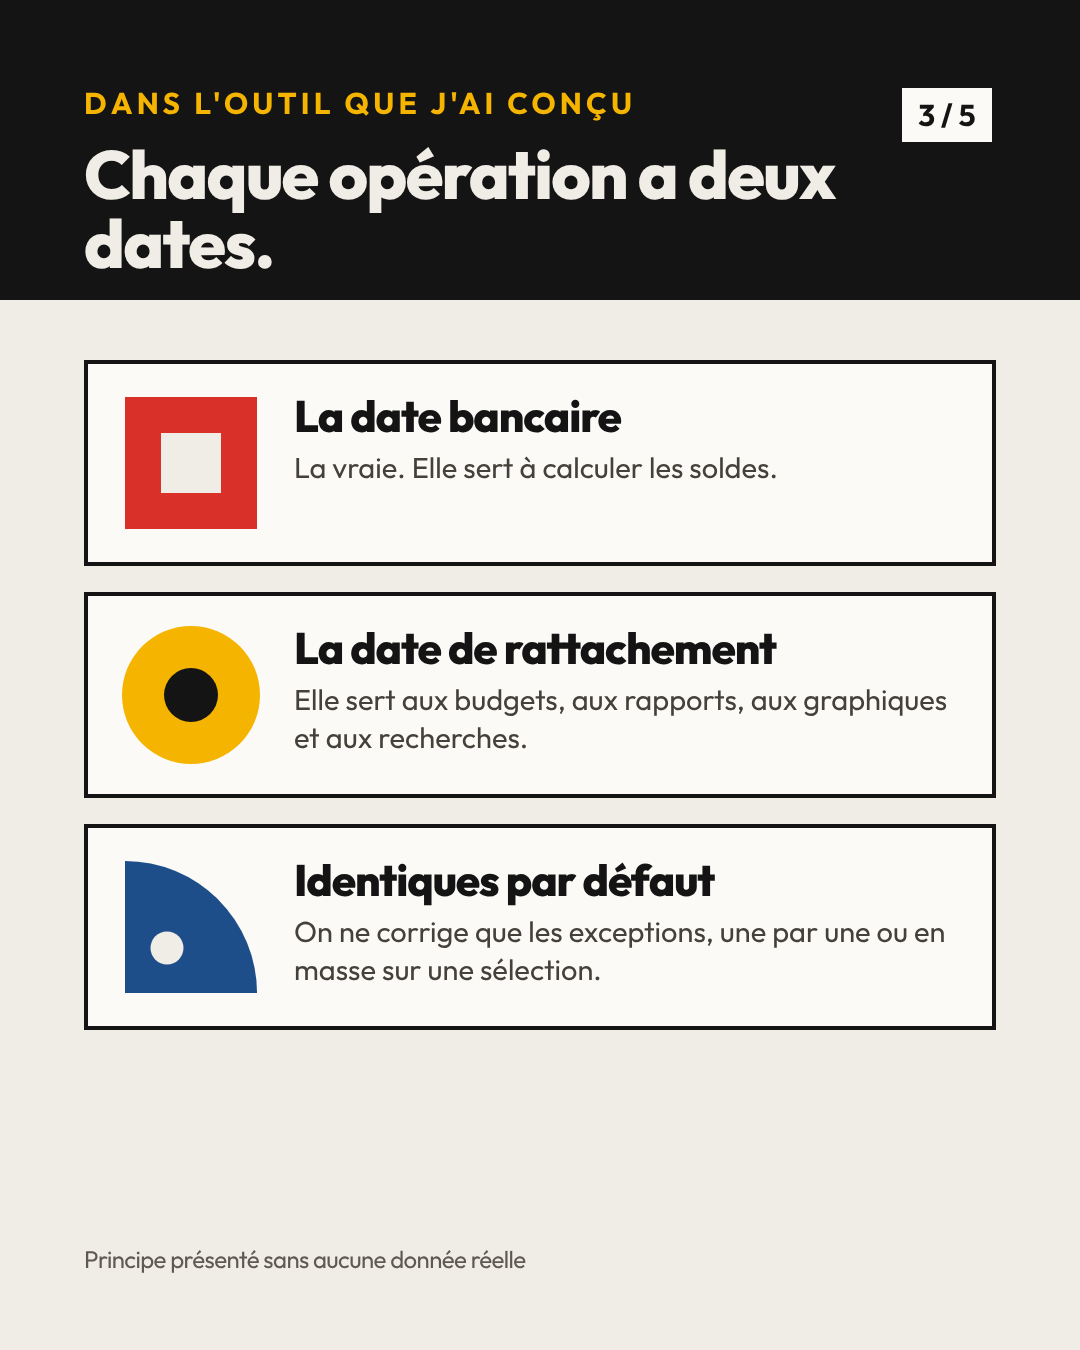 DANS L'OUTIL QUE J'AI CONÇU
3 / 5
Chaque opération a deux
dates.
La date bancaire
La vraie. Elle sert à calculer les soldes.
La date de rattachement
Elle sert aux budgets, aux rapports, aux graphiques
et aux recherches.
Identiques par défaut
On ne corrige que les exceptions, une par une ou en
masse sur une sélection.
Principe présenté sans aucune donnée réelle